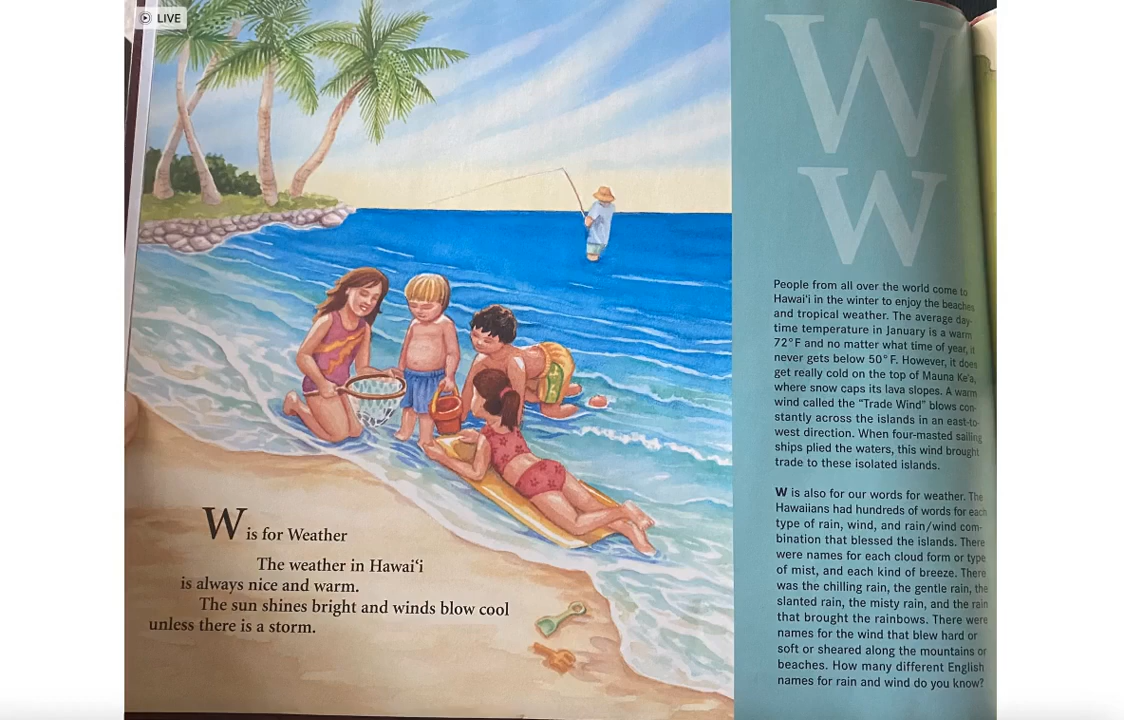 LIVE
W is for Weather
The weather in Hawai‘i
is always nice and warm.
The sun shines bright and winds blow cool
unless there is a storm.
W
W
People from all over the world come to
Hawai‘i in the winter to enjoy the beaches
and tropical weather. The average day-
time temperature in January is a warm
72°F and no matter what time of year, it
never gets below 50°F. However, it does
get really cold on the top of Mauna Ke‘a,
where snow caps its lava slopes. A warm
wind called the “Trade Wind” blows con-
stantly across the islands in an east-to-
west direction. When four-masted sailing
ships plied the waters, this wind brought
trade to these isolated islands.
W is also for our words for weather. The
Hawaiians had hundreds of words for each
type of rain, wind, and rain/wind com-
bination that blessed the islands. There
were names for each cloud form or type
of mist, and each kind of breeze. There
was the chilling rain, the gentle rain, the
slanted rain, the misty rain, and the rain
that brought the rainbows. There were
names for the wind that blew hard or
soft or sheared along the mountains or
beaches. How many different English
names for rain and wind do you know?